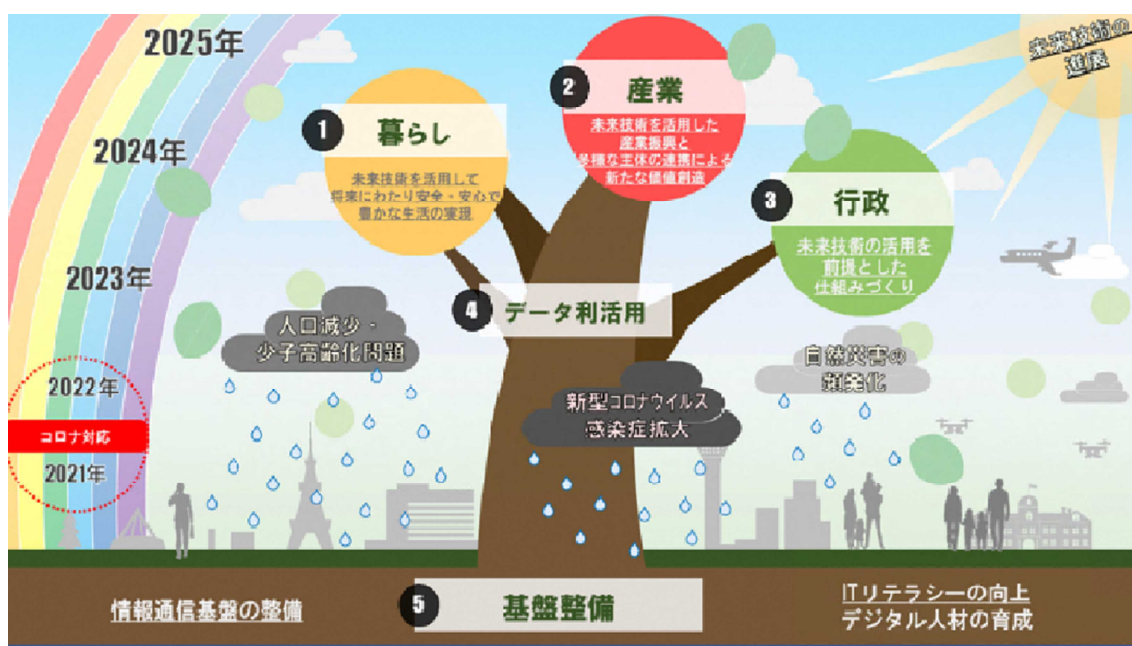 2025年
2024年
2023年
2022年
コロナ対応
2021年
未来技術の
進展
1
暮らし
未来技術を活用して
将来にわたり安全・安心で
豊かな生活の実現
2
産業
未来技術を活用した
産業振興と
多様な主体の連携による
新たな価値創造
3
行政
未来技術の活用を
前提とした
仕組みづくり
4
データ利活用
人口減少・
少子高齢化問題
新型コロナウイルス
感染症拡大
自然災害の
頻発化
情報通信基盤の整備
5
基盤整備
ITリテラシーの向上
デジタル人材の育成